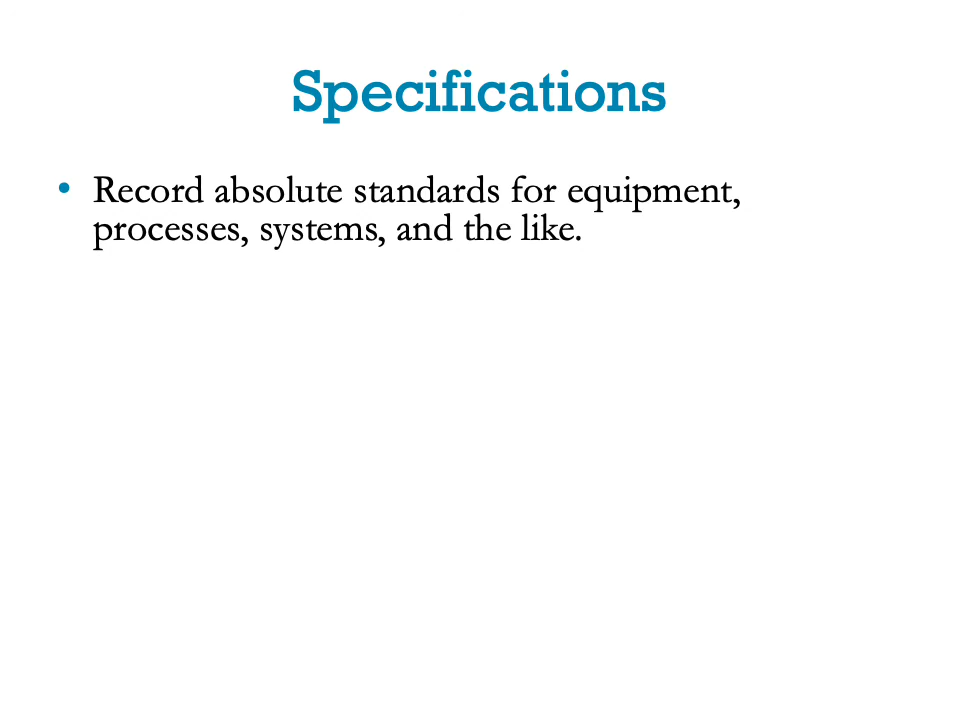 Specifications
• Record absolute standards for equipment,
processes, systems, and the like.